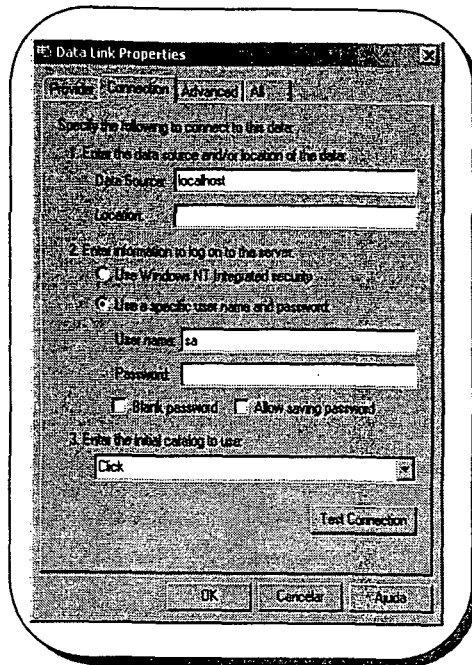 Data Link Properties
Provider Connection Advanced All
Specify the following to connect to this data:
1. Enter the data source and/or location of the data:
Data Source: localhost
Location:
2. Enter information to log on to the server:
Use Windows NT Integrated security
Use a specific user name and password:
User name: sa
Password:
Blank password Allow saving password
3. Enter the initial catalog to use:
Click
Test Connection
OK Cancelar Ajuda